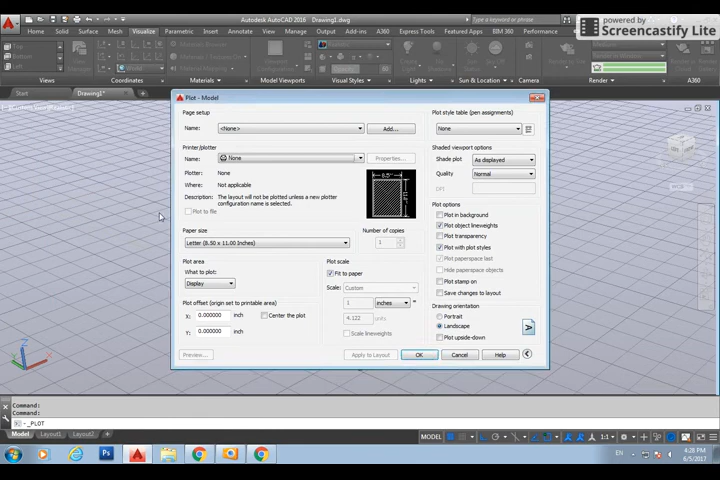 powered by
Screencastify Lite
Autodesk AutoCAD 2016 Drawing1.dwg
Type a keyword or phrase
Home Solid Surface Mesh Visualize Parametric Insert Annotate View Manage Output Add-ins A360 Express Tools BIM 360 Performance
Views Coordinates Materials Model Viewports Visual Styles Lights Sun & Location Camera Render A360
Start Drawing1*
Plot - Model
Page setup
Name: <None> Add...
Printer/plotter
Name: None Properties...
Plotter: None
Where: Not applicable
Description: The layout will not be plotted unless a new plotter
configuration name is selected.
Plot to file
8.5''
Paper size
Letter (8.50 x 11.00 Inches)
Number of copies
1
Plot area
What to plot:
Display
Plot scale
Fit to paper
Scale: Custom
1 inches =
4.122 units
Scale lineweights
Plot offset (origin set to printable area)
X: 0.000000 inch Center the plot
Y: 0.000000 inch
Plot style table (pen assignments)
None
Shaded viewport options
Shade plot As displayed
Quality Normal
DPI
Plot options
Plot in background
Plot object lineweights
Plot transparency
Plot with plot styles
Plot paperspace last
Hide paperspace objects
Plot stamp on
Save changes to layout
Drawing orientation
Portrait
Landscape
Plot upside-down
A
Preview... Apply to Layout OK Cancel Help
WCS
Z
Command:
Command:
- _PLOT
Model Layout1 Layout2
MODEL 1:1
Ps
EN 4:28 PM
6/5/2017